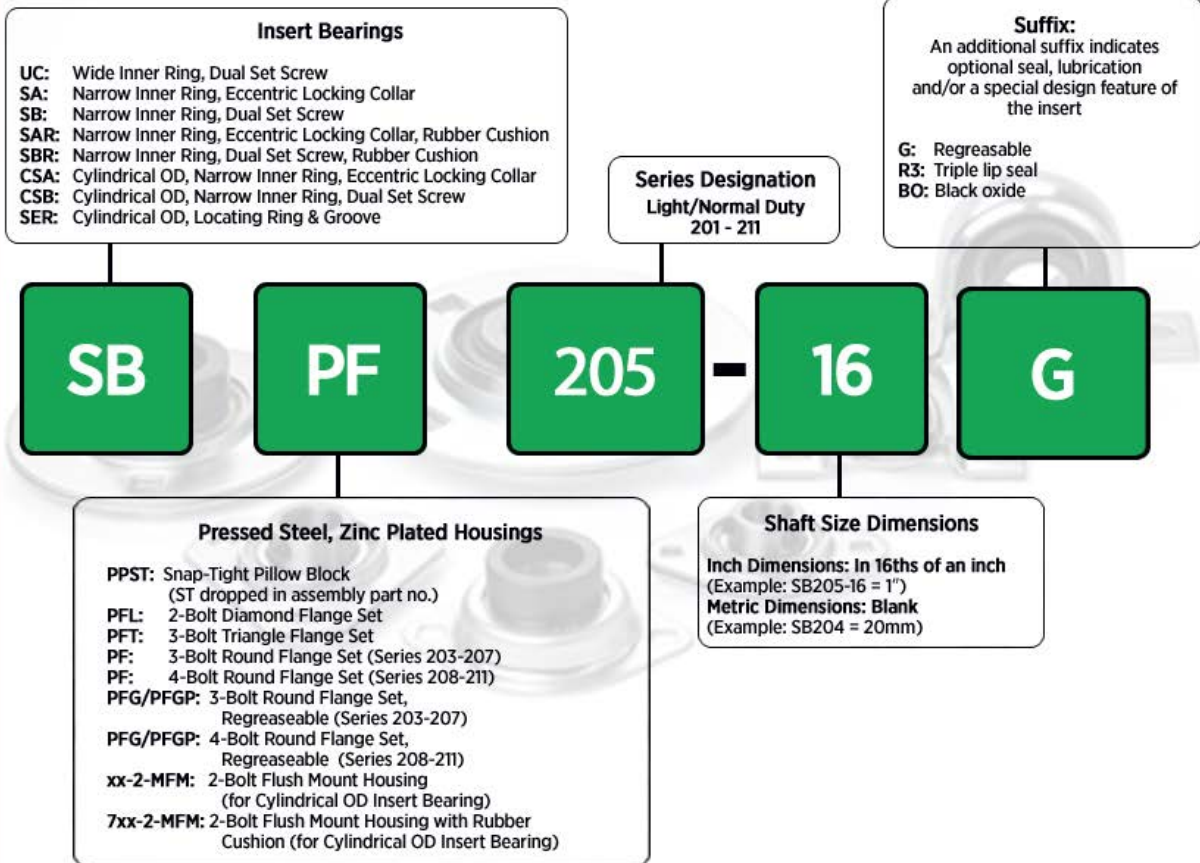 Insert Bearings
UC: Wide Inner Ring, Dual Set Screw
SA: Narrow Inner Ring, Eccentric Locking Collar
SB: Narrow Inner Ring, Dual Set Screw
SAR: Narrow Inner Ring, Eccentric Locking Collar, Rubber Cushion
SBR: Narrow Inner Ring, Dual Set Screw, Rubber Cushion
CSA: Cylindrical OD, Narrow Inner Ring, Eccentric Locking Collar
CSB: Cylindrical OD, Narrow Inner Ring, Dual Set Screw
SER: Cylindrical OD, Locating Ring & Groove
Series Designation
Light/Normal Duty
201 - 211
Suffix:
An additional suffix indicates
optional seal, lubrication
and/or a special design feature of
the insert
G: Regreasable
R3: Triple lip seal
BO: Black oxide
SB PF 205 - 16 G
Pressed Steel, Zinc Plated Housings
PPST: Snap-Tight Pillow Block
(ST dropped in assembly part no.)
PFL: 2-Bolt Diamond Flange Set
PFT: 3-Bolt Triangle Flange Set
PF: 3-Bolt Round Flange Set (Series 203-207)
PF: 4-Bolt Round Flange Set (Series 208-211)
PFG/PFGP: 3-Bolt Round Flange Set,
Regreaseable (Series 203-207)
PFG/PFGP: 4-Bolt Round Flange Set,
Regreaseable (Series 208-211)
xx-2-MFM: 2-Bolt Flush Mount Housing
(for Cylindrical OD Insert Bearing)
7xx-2-MFM: 2-Bolt Flush Mount Housing with Rubber
Cushion (for Cylindrical OD Insert Bearing)
Shaft Size Dimensions
Inch Dimensions: In 16ths of an inch
(Example: SB205-16 = 1")
Metric Dimensions: Blank
(Example: SB204 = 20mm)